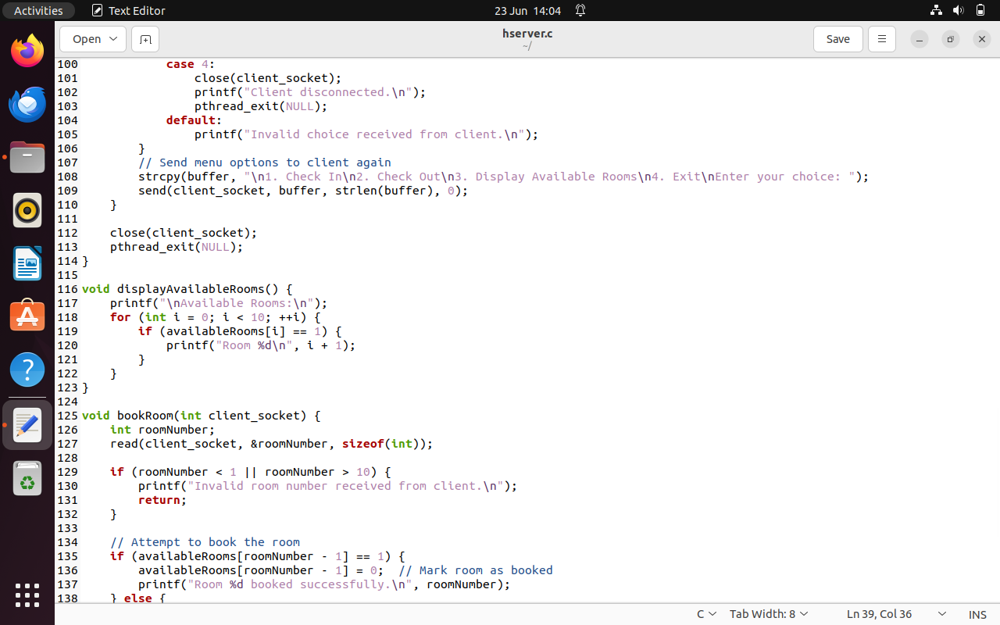 Activities Text Editor 23 Jun 14:04
Open hserver.c Save
~/
100             case 4:
101                 close(client_socket);
102                 printf("Client disconnected.\n");
103                 pthread_exit(NULL);
104             default:
105                 printf("Invalid choice received from client.\n");
106         }
107         // Send menu options to client again
108         strcpy(buffer, "\n1. Check In\n2. Check Out\n3. Display Available Rooms\n4. Exit\nEnter your choice: ");
109         send(client_socket, buffer, strlen(buffer), 0);
110     }
111
112     close(client_socket);
113     pthread_exit(NULL);
114 }
115
116 void displayAvailableRooms() {
117     printf("\nAvailable Rooms:\n");
118     for (int i = 0; i < 10; ++i) {
119         if (availableRooms[i] == 1) {
120             printf("Room %d\n", i + 1);
121         }
122     }
123 }
124
125 void bookRoom(int client_socket) {
126     int roomNumber;
127     read(client_socket, &roomNumber, sizeof(int));
128
129     if (roomNumber < 1 || roomNumber > 10) {
130         printf("Invalid room number received from client.\n");
131         return;
132     }
133
134     // Attempt to book the room
135     if (availableRooms[roomNumber - 1] == 1) {
136         availableRooms[roomNumber - 1] = 0;  // Mark room as booked
137         printf("Room %d booked successfully.\n", roomNumber);
138     } else {
C Tab Width: 8 Ln 39, Col 36 INS